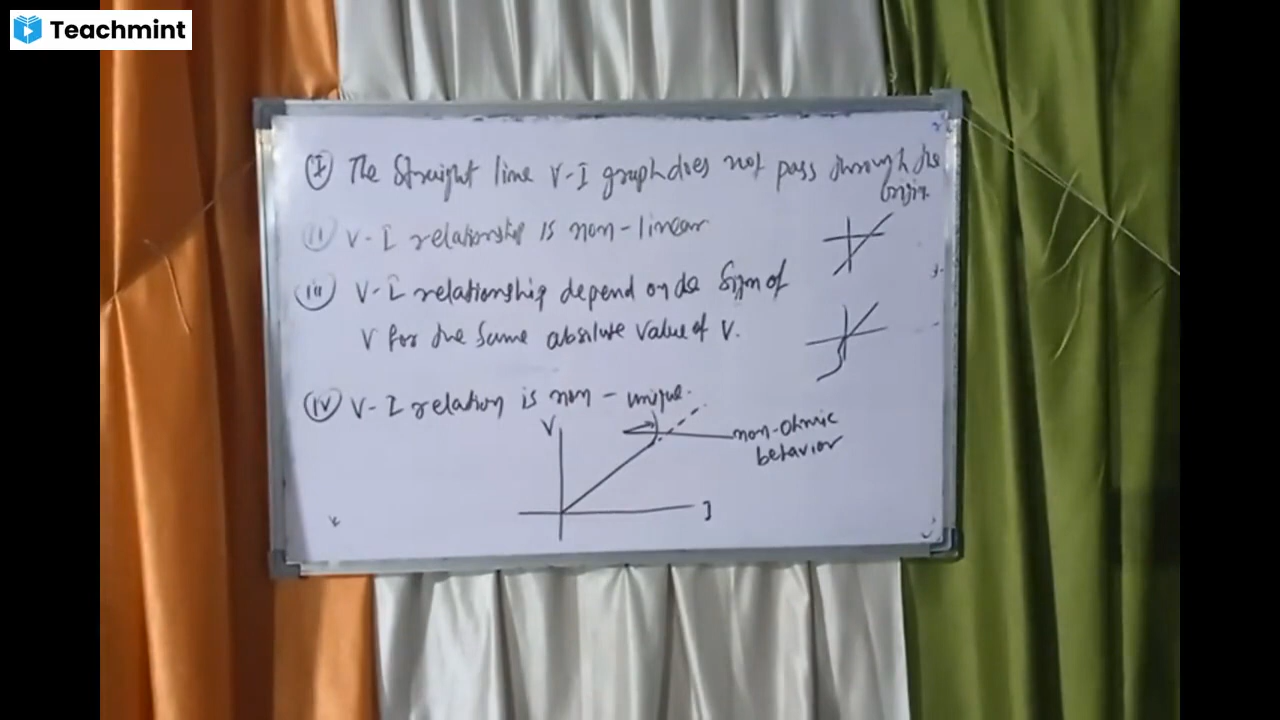 Teachmint
(I) The Straight line V-I graph does not pass through the
Origin.
(II) V-I relationship is non-linear
(III) V-I relationship depend on the Sign of
V for the same absolute value of V.
(IV) V-I relation is non-unique.
V
non-Ohmic
behavior
I